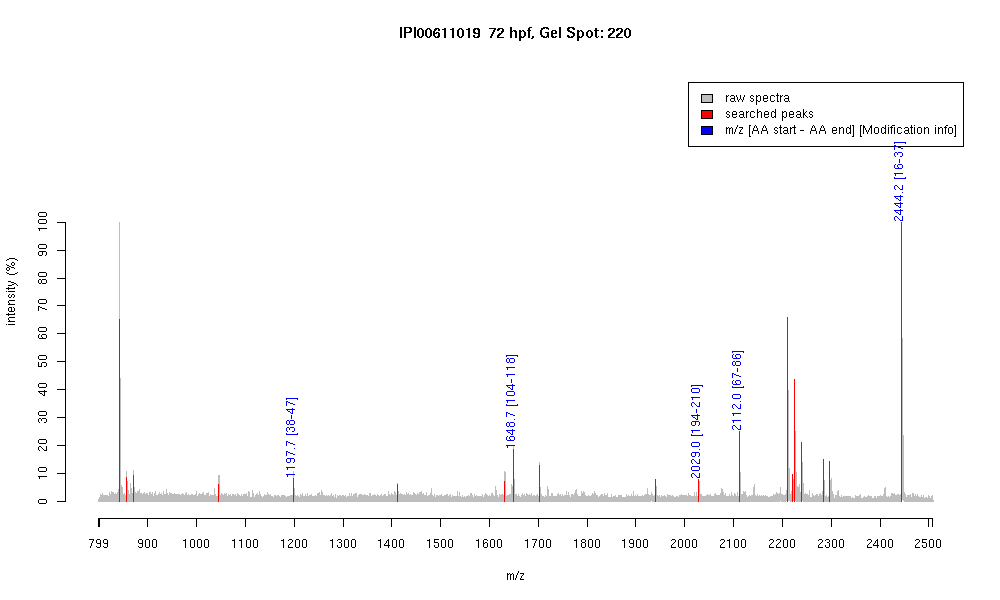 IPI00611019 72 hpf, Gel Spot: 220
raw spectra
searched peaks
m/z [AA start - AA end] [Modification info]
2444.2 [16-37]
2112.0 [67-86]
1648.7 [104-118]
2029.0 [194-210]
1197.7 [38-47]
intensity (%)
100
90
80
70
60
50
40
30
20
10
0
799 900 1000 1100 1200 1300 1400 1500 1600 1700 1800 1900 2000 2100 2200 2300 2400 2500
m/z